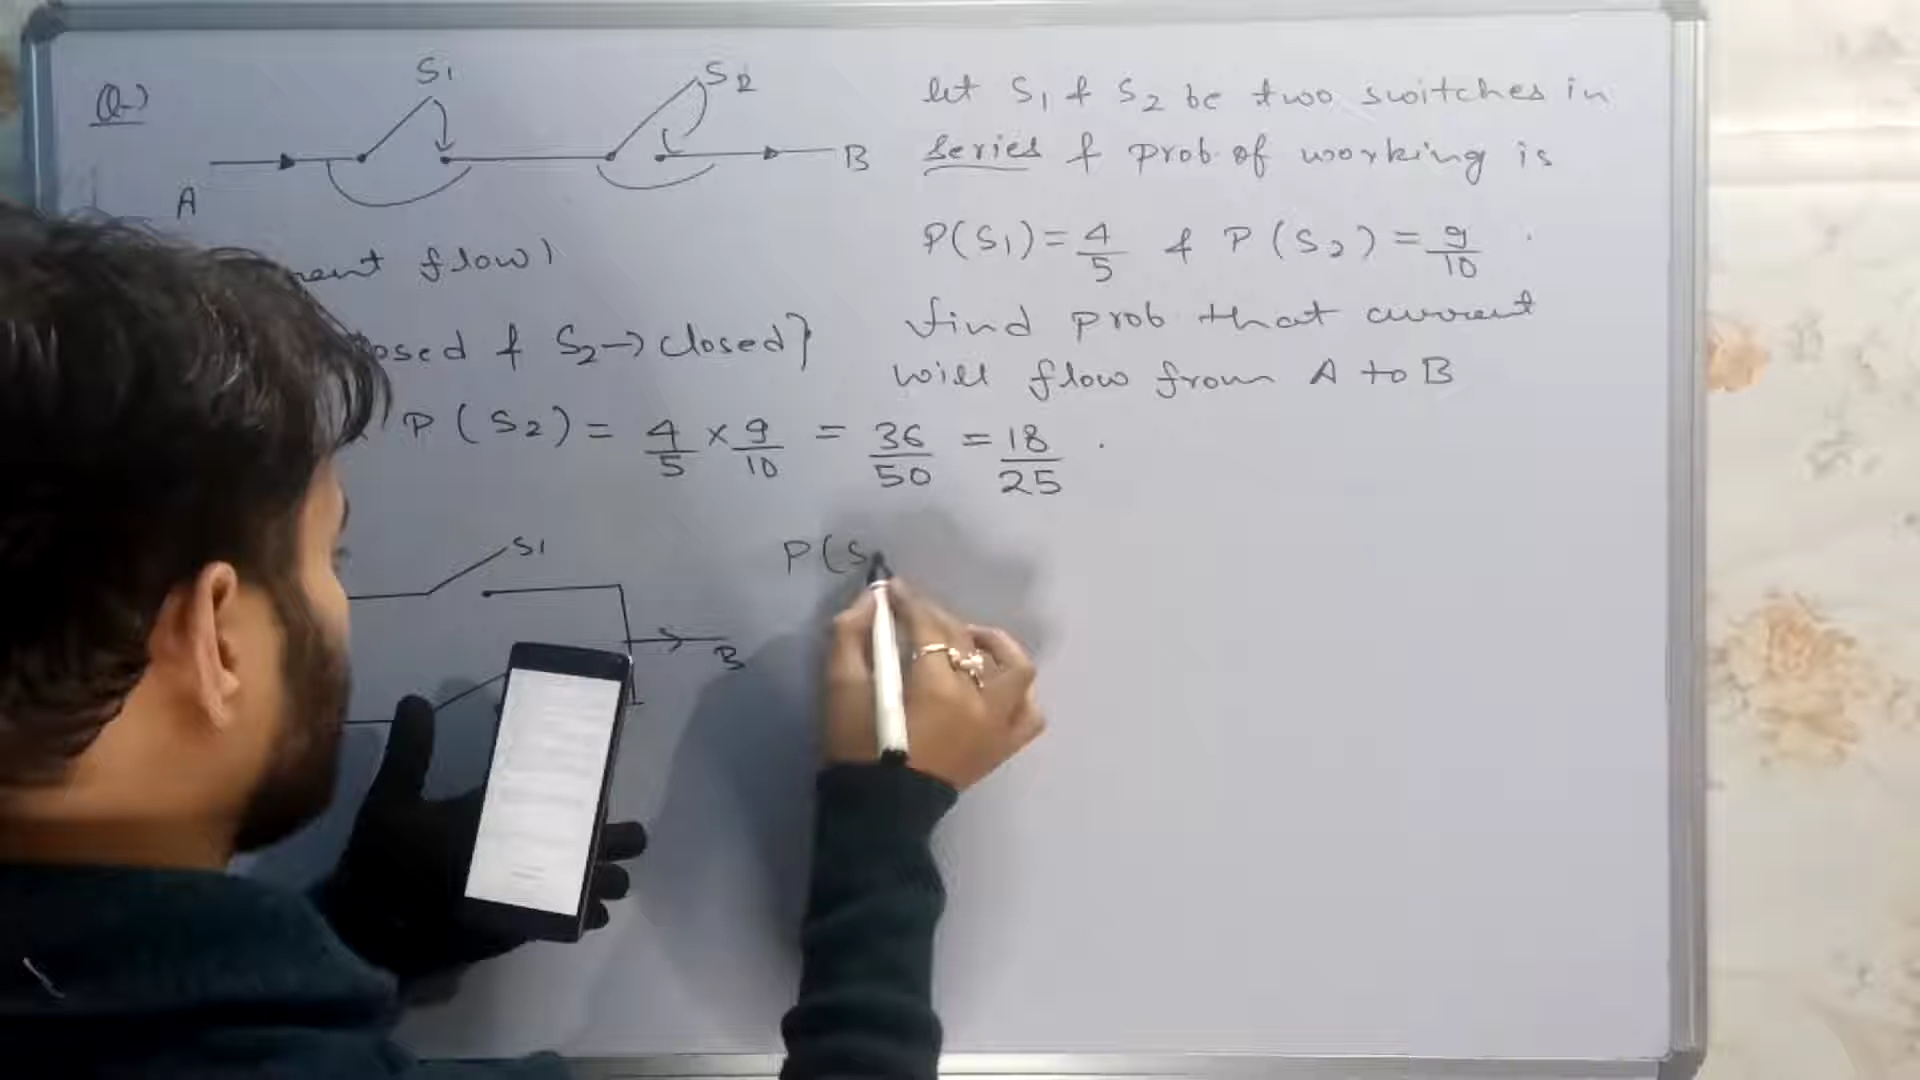 Q-)
S1
S2
A
B
let S1 & S2 be two switches in
series & prob. of working is
P(S1) = 4/5 & P(S2) = 9/10 .
find prob that current
will flow from A to B
flow)
& S2 → closed}
P(S2) = 4/5 × 9/10 = 36/50 = 18/25 .
S1
B
P(S